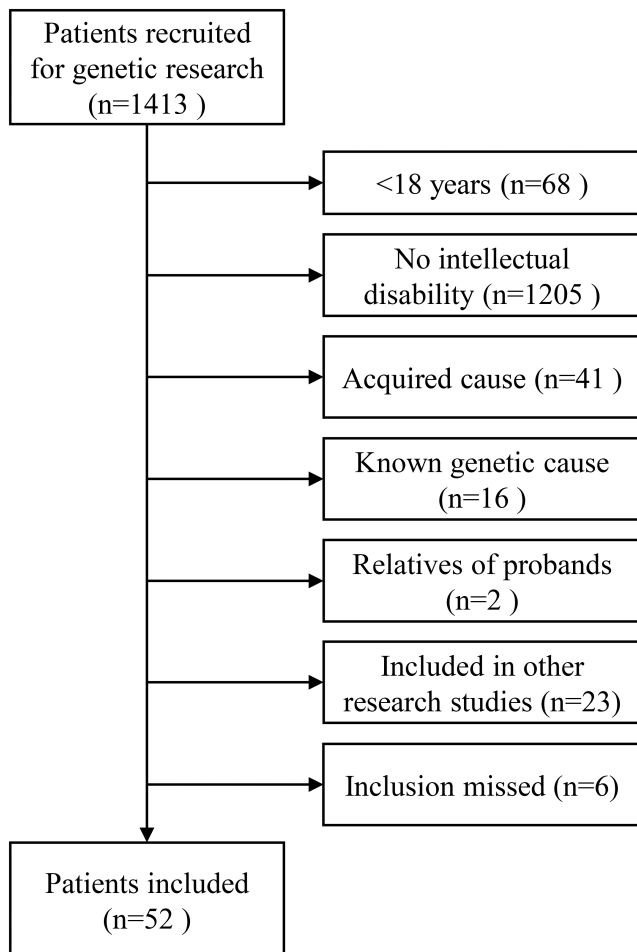 Patients recruited
for genetic research
(n=1413 )
<18 years (n=68 )
No intellectual
disability (n=1205 )
Acquired cause (n=41 )
Known genetic cause
(n=16 )
Relatives of probands
(n=2 )
Included in other
research studies (n=23)
Inclusion missed (n=6)
Patients included
(n=52 )